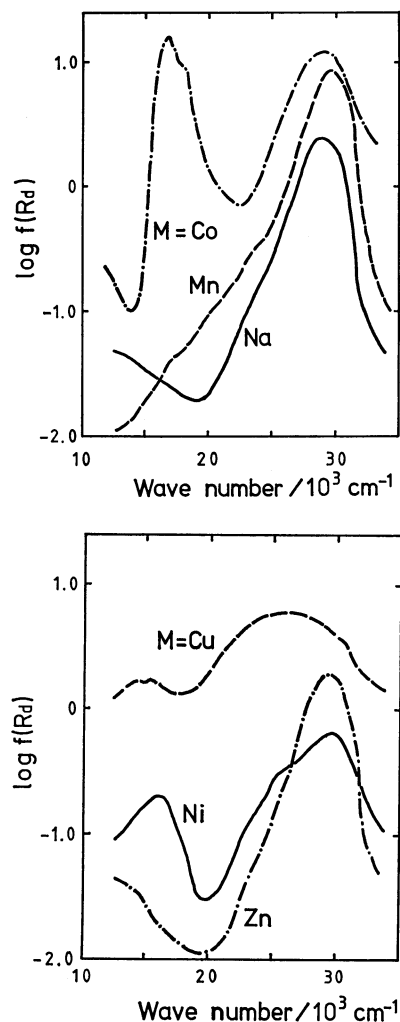 1.0
0
-1.0
-2.0
log f(Rd)
M = Co
Mn
Na
10 20 30
Wave number / 10³ cm⁻¹
1.0
0
-1.0
-2.0
log f(Rd)
M=Cu
Ni
Zn
10 20 30
Wave number / 10³ cm⁻¹